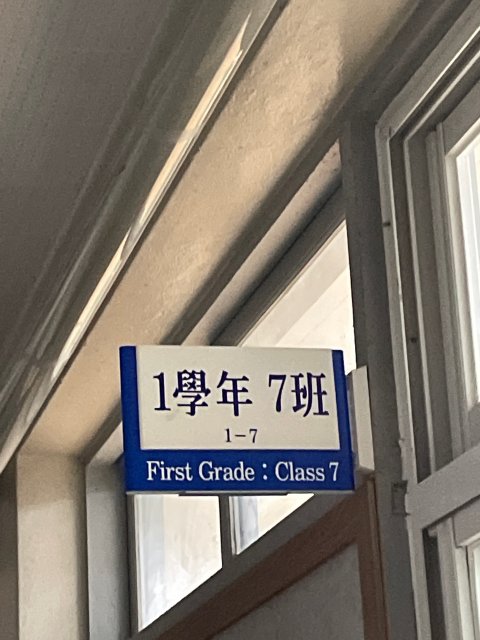 1學年 7班
1-7
First Grade : Class 7